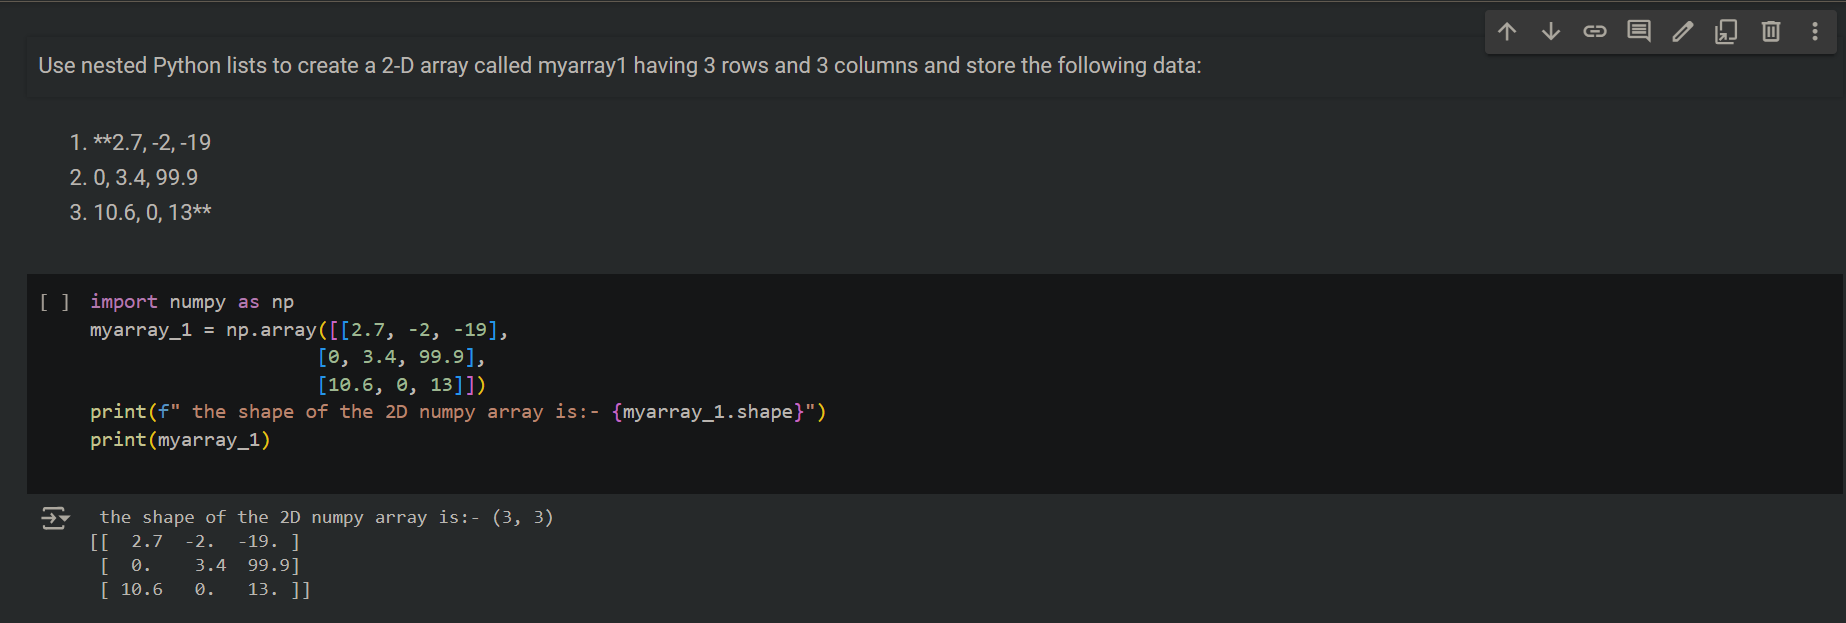 Use nested Python lists to create a 2-D array called myarray1 having 3 rows and 3 columns and store the following data:
1. **2.7, -2, -19
2. 0, 3.4, 99.9
3. 10.6, 0, 13**
[ ] import numpy as np
myarray_1 = np.array([[2.7, -2, -19],
                    [0, 3.4, 99.9],
                    [10.6, 0, 13]])
print(f" the shape of the 2D numpy array is:- {myarray_1.shape}")
print(myarray_1)
 the shape of the 2D numpy array is:- (3, 3)
[[  2.7  -2.  -19. ]
 [  0.    3.4  99.9]
 [ 10.6   0.   13. ]]